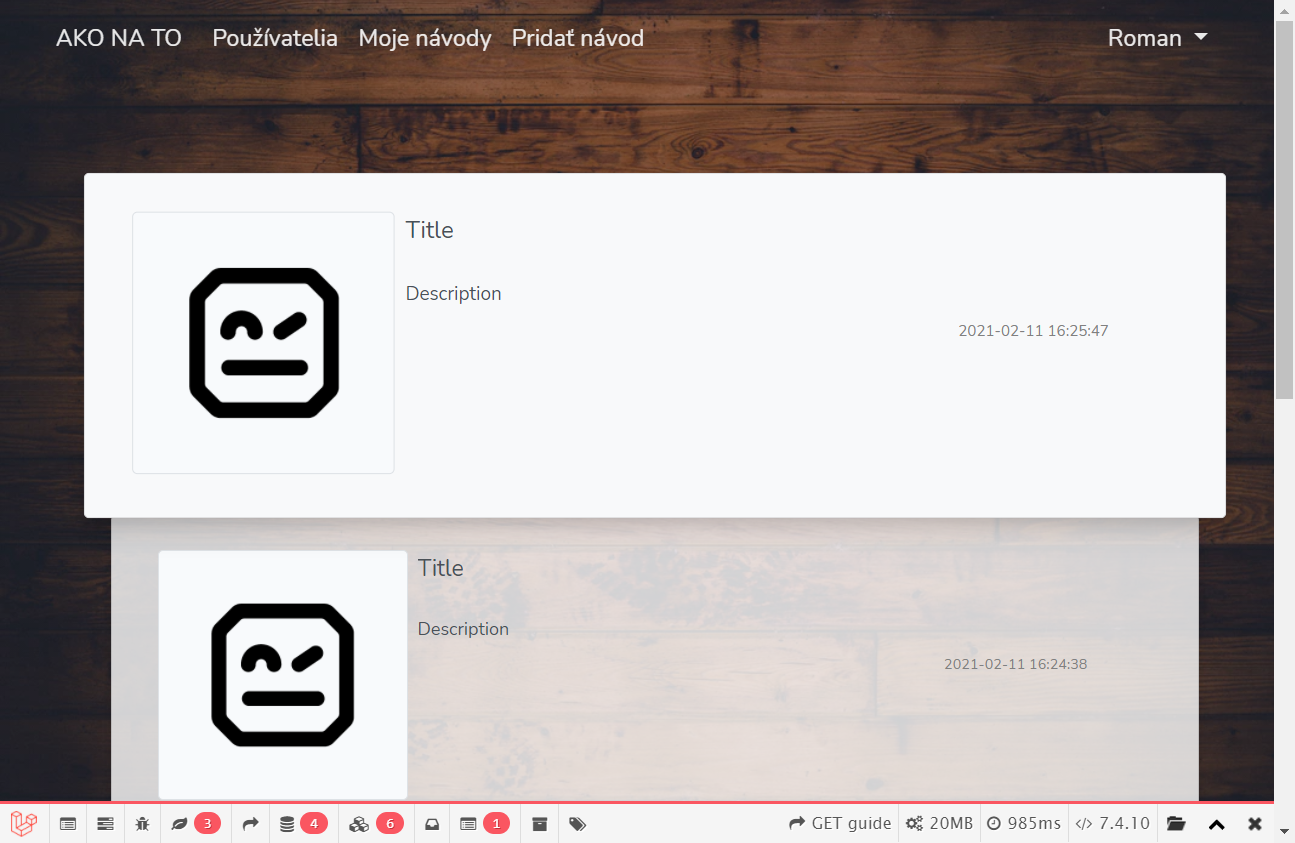 AKO NA TO Používatelia Moje návody Pridať návod Roman
Title
Description
2021-02-11 16:25:47
Title
Description
2021-02-11 16:24:38
3 4 6 1 GET guide 20MB 985ms 7.4.10